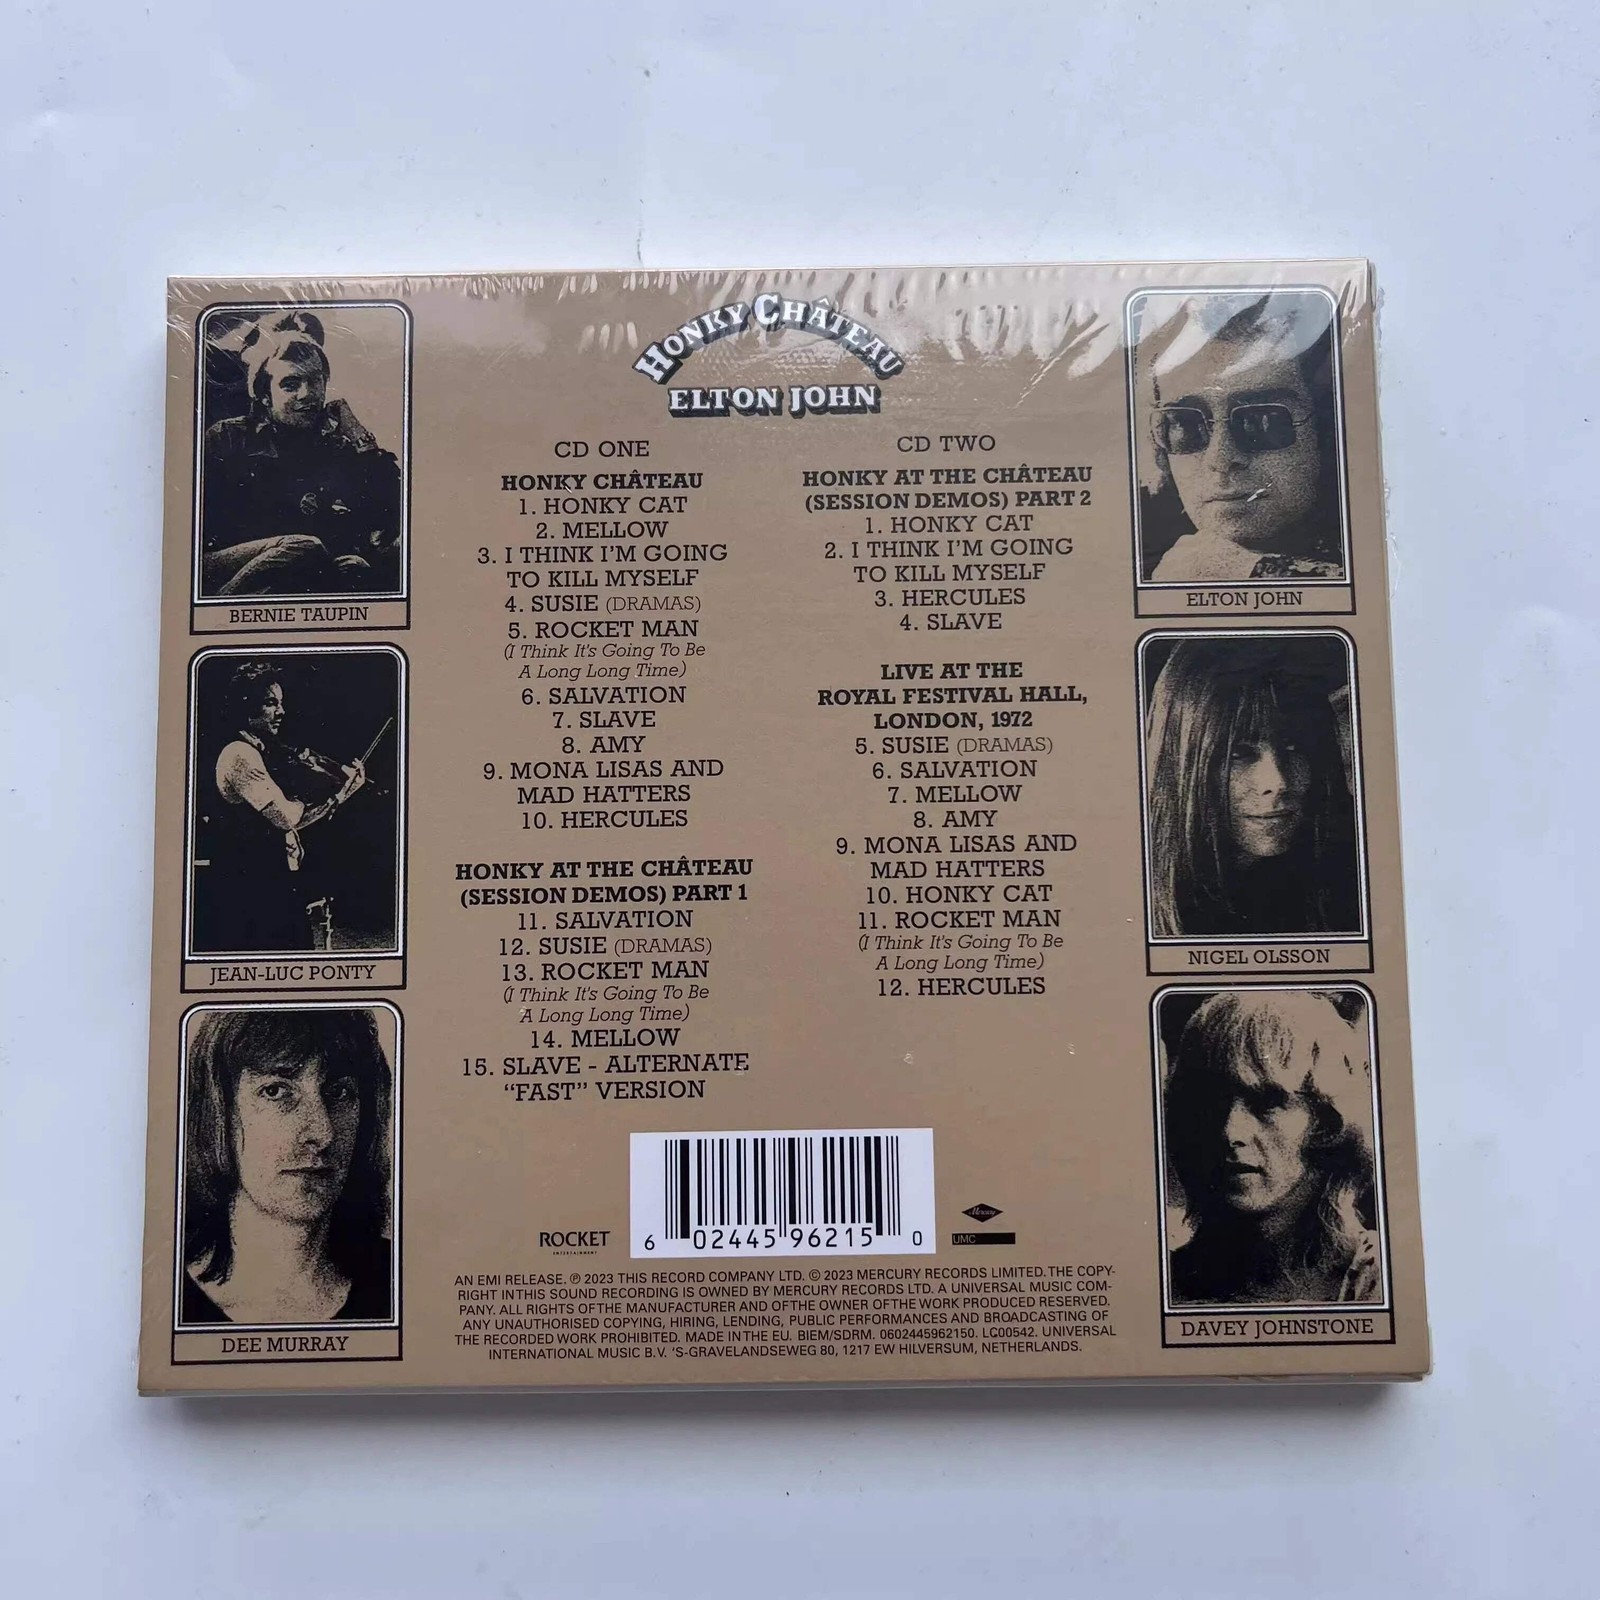 HONKY CHÂTEAU
ELTON JOHN
CD ONE
HONKY CHÂTEAU
1. HONKY CAT
2. MELLOW
3. I THINK I'M GOING
TO KILL MYSELF
4. SUSIE (DRAMAS)
5. ROCKET MAN
(I Think It's Going To Be
A Long Long Time)
6. SALVATION
7. SLAVE
8. AMY
9. MONA LISAS AND
MAD HATTERS
10. HERCULES
HONKY AT THE CHÂTEAU
(SESSION DEMOS) PART 1
11. SALVATION
12. SUSIE (DRAMAS)
13. ROCKET MAN
(I Think It's Going To Be
A Long Long Time)
14. MELLOW
15. SLAVE - ALTERNATE
“FAST” VERSION
CD TWO
HONKY AT THE CHÂTEAU
(SESSION DEMOS) PART 2
1. HONKY CAT
2. I THINK I'M GOING
TO KILL MYSELF
3. HERCULES
4. SLAVE
LIVE AT THE
ROYAL FESTIVAL HALL,
LONDON, 1972
5. SUSIE (DRAMAS)
6. SALVATION
7. MELLOW
8. AMY
9. MONA LISAS AND
MAD HATTERS
10. HONKY CAT
11. ROCKET MAN
(I Think It's Going To Be
A Long Long Time)
12. HERCULES
BERNIE TAUPIN
JEAN-LUC PONTY
DEE MURRAY
ELTON JOHN
NIGEL OLSSON
DAVEY JOHNSTONE
ROCKET
ENTERTAINMENT
6 02445 96215 0
Mercury
UMC
AN EMI RELEASE. ℗ 2023 THIS RECORD COMPANY LTD. © 2023 MERCURY RECORDS LIMITED. THE COPY-
RIGHT IN THIS SOUND RECORDING IS OWNED BY MERCURY RECORDS LTD. A UNIVERSAL MUSIC COM-
PANY. ALL RIGHTS OF THE MANUFACTURER AND OF THE OWNER OF THE WORK PRODUCED RESERVED.
ANY UNAUTHORISED COPYING, HIRING, LENDING, PUBLIC PERFORMANCES AND BROADCASTING OF
THE RECORDED WORK PROHIBITED. MADE IN THE EU. BIEM/SDRM. 0602445962150. LC00542. UNIVERSAL
INTERNATIONAL MUSIC B.V. 'S-GRAVELANDSEWEG 80, 1217 EW HILVERSUM, NETHERLANDS.